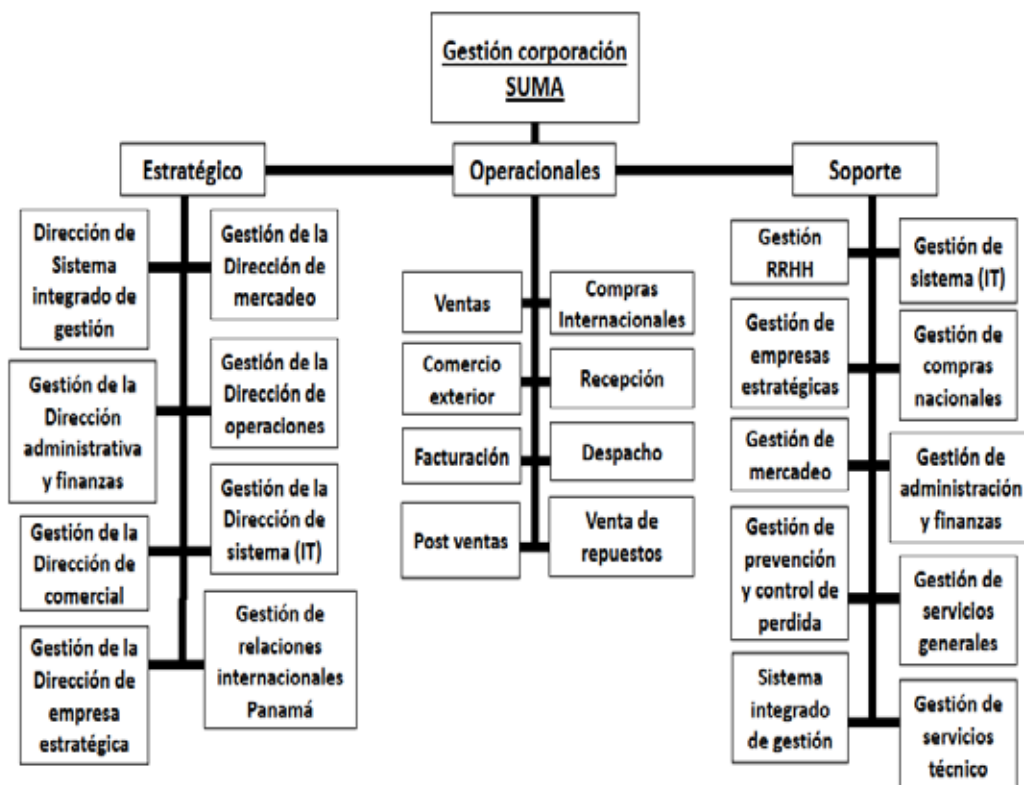 Gestión corporación
SUMA
Estratégico
Operacionales
Soporte
Dirección de
Sistema
integrado de
gestión
Gestión de la
Dirección de
mercadeo
Gestión de la
Dirección
administrativa
y finanzas
Gestión de la
Dirección de
operaciones
Gestión de la
Dirección de
comercial
Gestión de la
Dirección de
sistema (IT)
Gestión de la
Dirección de
empresa
estratégica
Gestión de
relaciones
internacionales
Panamá
Ventas
Compras
Internacionales
Comercio
exterior
Recepción
Facturación
Despacho
Post ventas
Venta de
repuestos
Gestión
RRHH
Gestión de
sistema (IT)
Gestión de
empresas
estratégicas
Gestión de
compras
nacionales
Gestión de
mercadeo
Gestión de
administración
y finanzas
Gestión de
prevención
y control de
perdida
Gestión de
servicios
generales
Sistema
integrado
de gestión
Gestión de
servicios
técnico